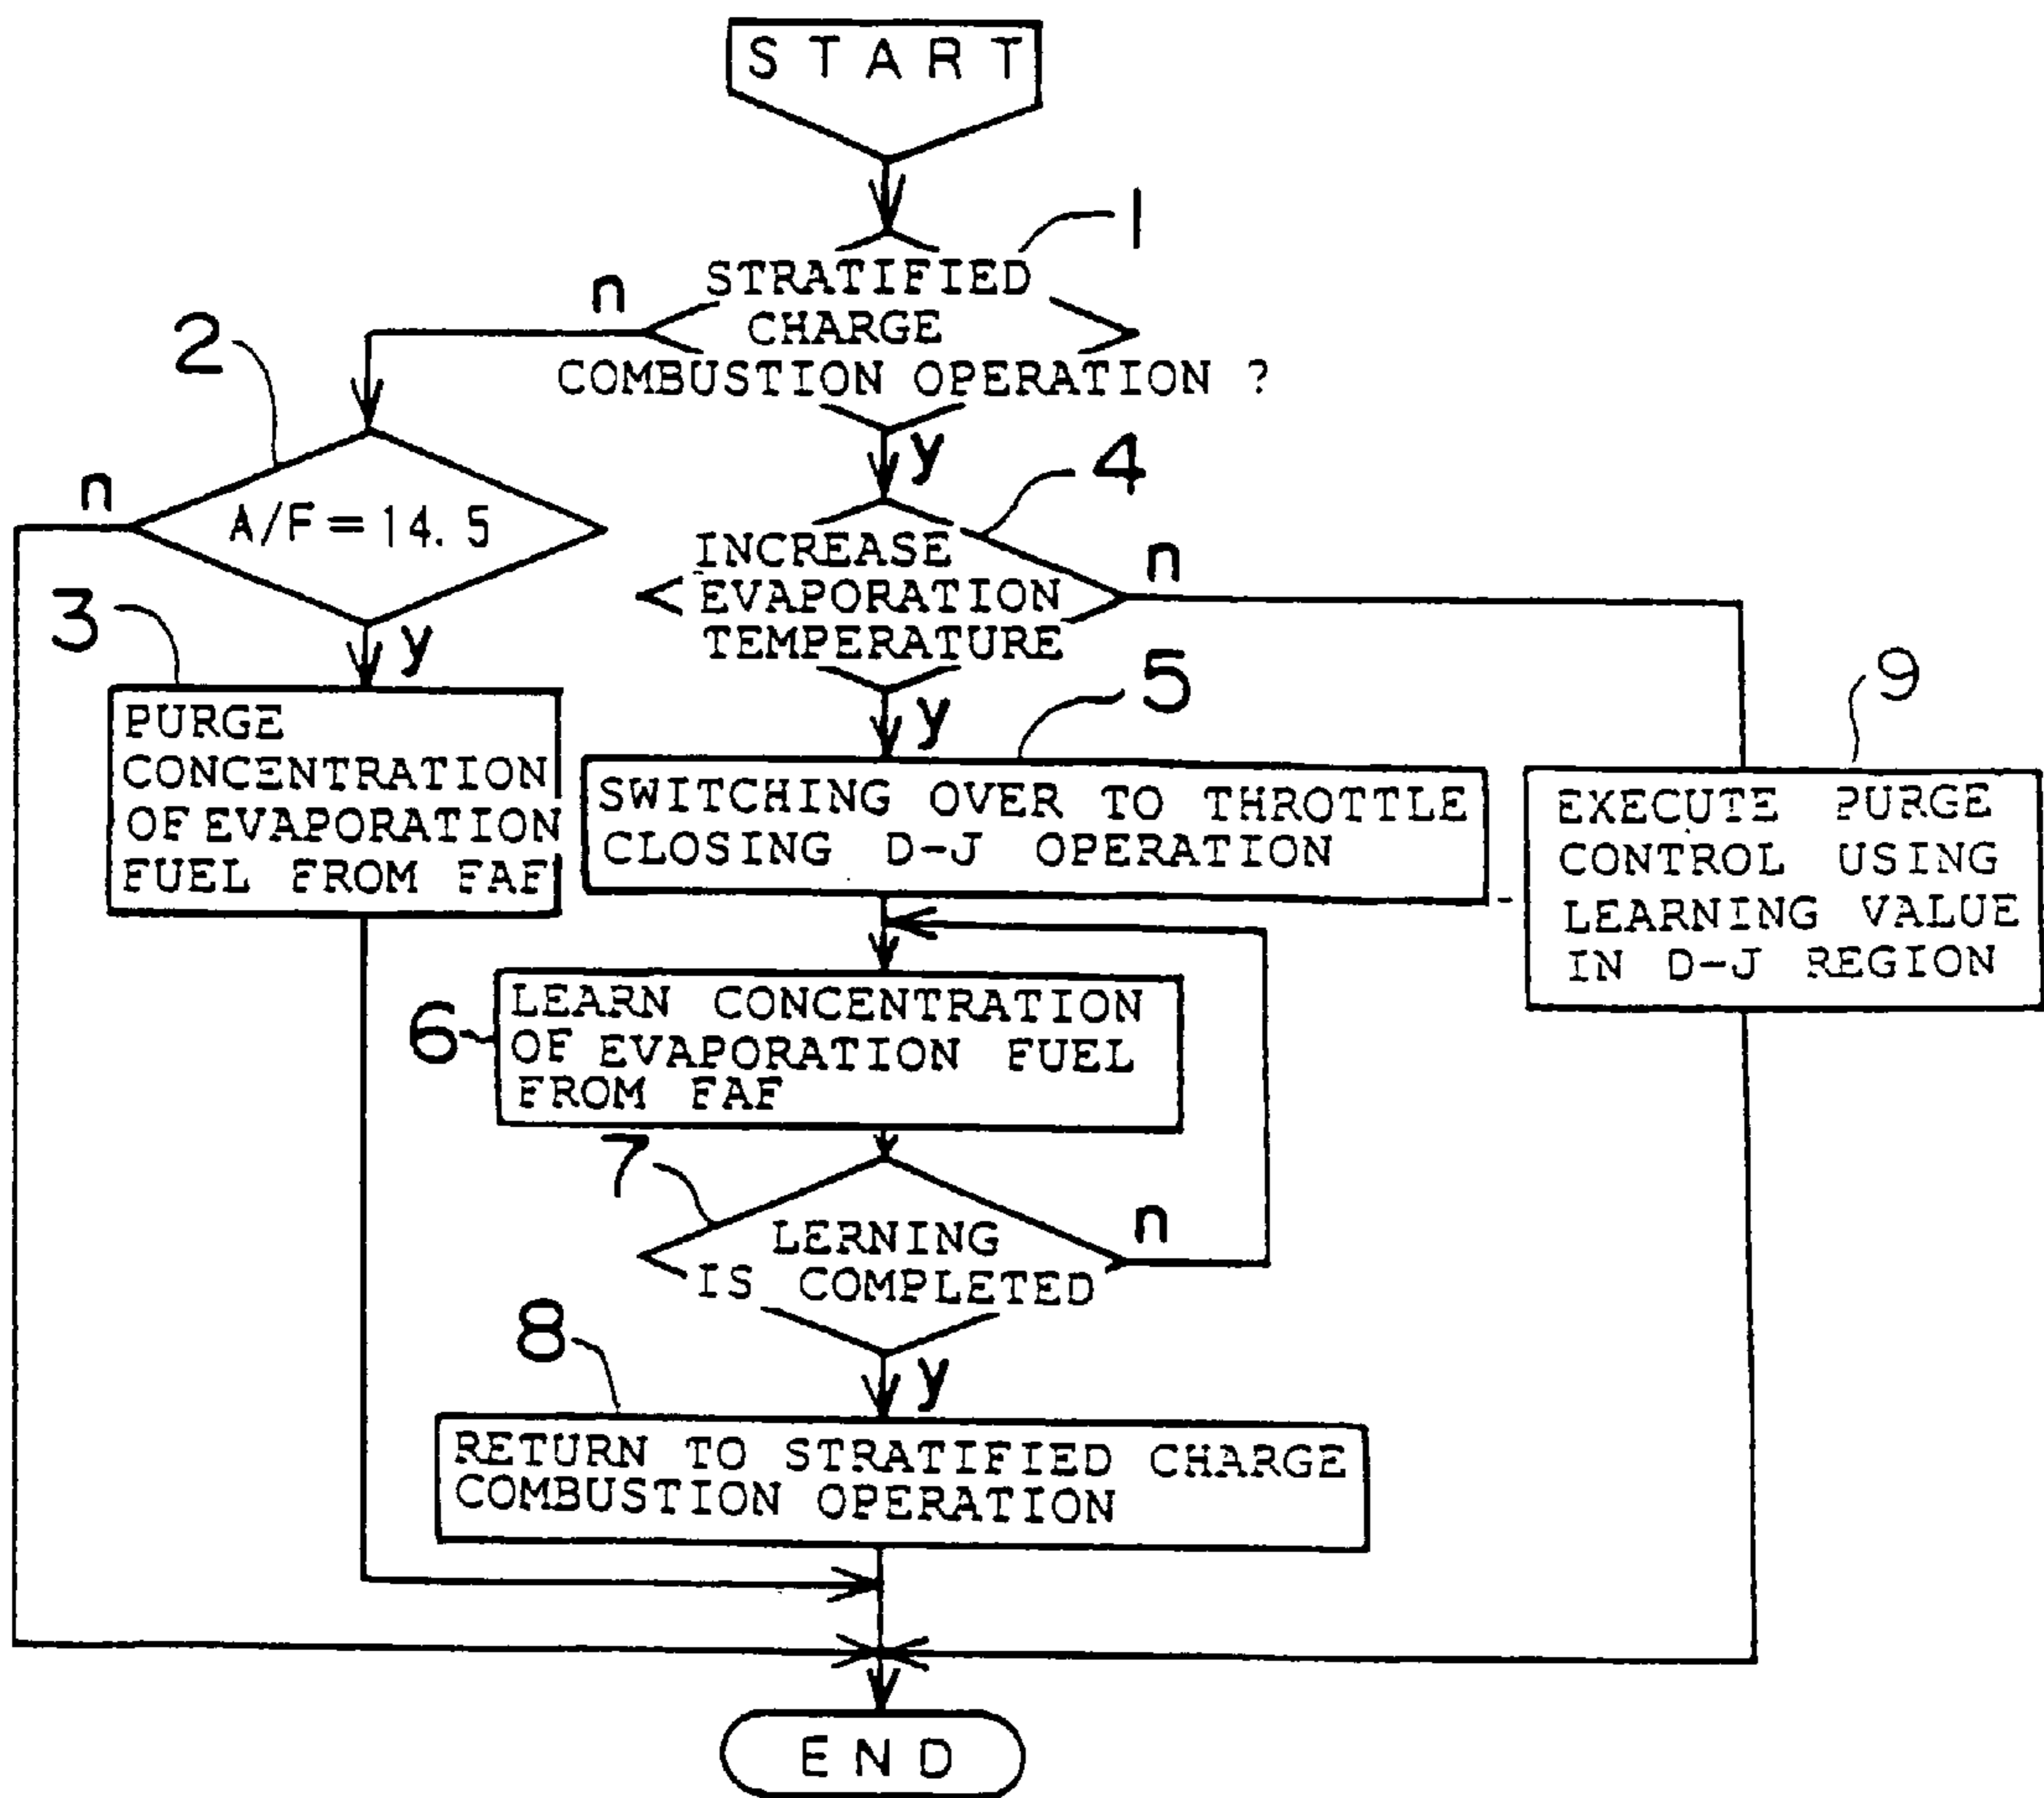 START
1
STRATIFIED
CHARGE
COMBUSTION OPERATION ?
n
y
2
A/F=14.5
n
y
3
PURGE
CONCENTRATION
OF EVAPORATION
FUEL FROM FAF
4
INCREASE
EVAPORATION
TEMPERATURE
n
y
5
SWITCHING OVER TO THROTTLE
CLOSING D-J OPERATION
9
EXECUTE PURGE
CONTROL USING
LEARNING VALUE
IN D-J REGION
6
LEARN CONCENTRATION
OF EVAPORATION FUEL
FROM FAF
7
LERNING
IS COMPLETED
n
y
8
RETURN TO STRATIFIED CHARGE
COMBUSTION OPERATION
END